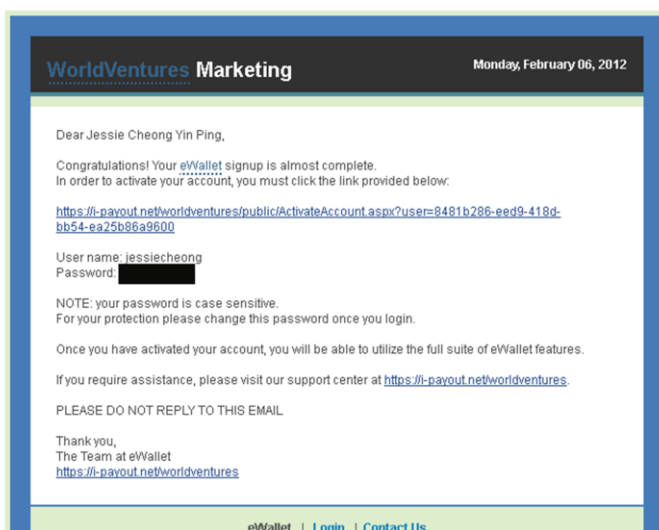 WorldVentures Marketing
Monday, February 06, 2012
Dear Jessie Cheong Yin Ping,
Congratulations! Your eWallet signup is almost complete.
In order to activate your account, you must click the link provided below:
https://i-payout.net/worldventures/public/ActivateAccount.aspx?user=8481b286-eed9-418d-
bb54-ea25b86a9600
User name: jessiecheong
Password:
NOTE: your password is case sensitive.
For your protection please change this password once you login.
Once you have activated your account, you will be able to utilize the full suite of eWallet features.
If you require assistance, please visit our support center at https://i-payout.net/worldventures.
PLEASE DO NOT REPLY TO THIS EMAIL
Thank you,
The Team at eWallet
https://i-payout.net/worldventures
eWallet | Login | Contact Us